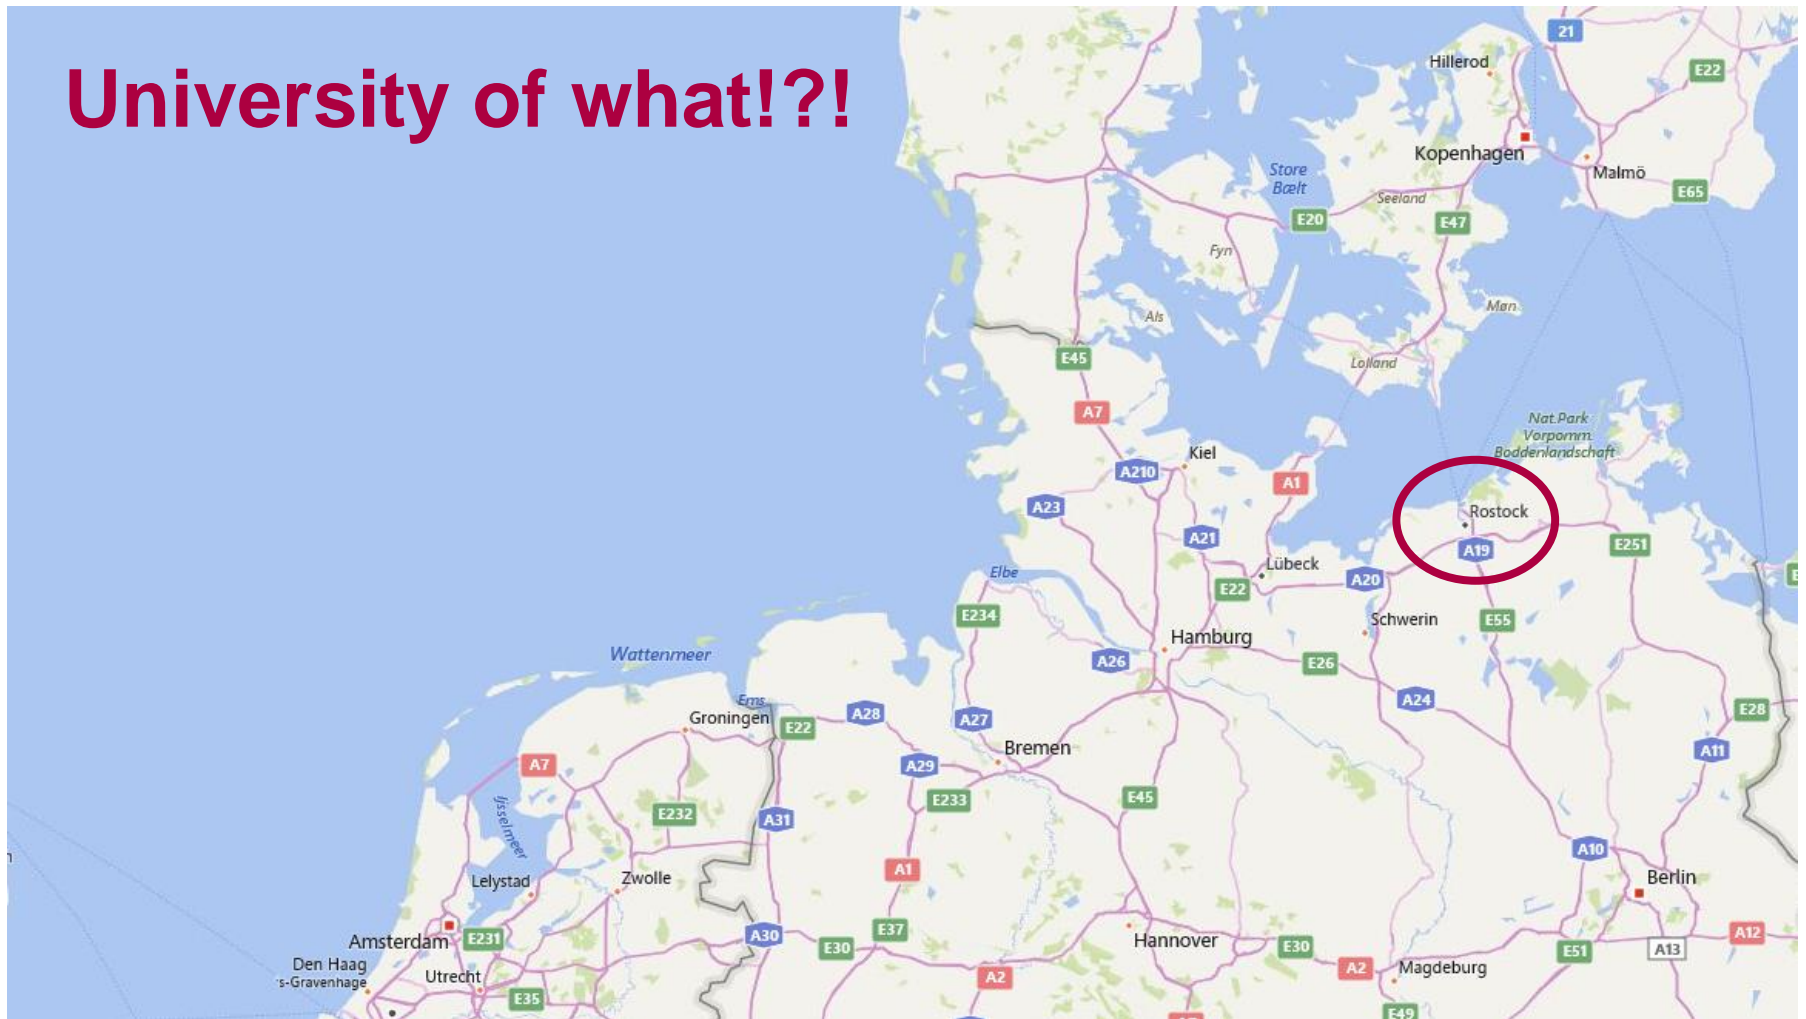 University of what!?!
21
Hillerod
E22
Kopenhagen
Malmö
Store
Bælt
Seeland
E65
E20
E47
Fyn
Møn
Als
E45
Lolland
A7
Nat.Park
Vorpomm.
Boddenlandschaft
Kiel
A210
A1
A23
Rostock
A21
A19
E251
Lübeck
Elbe
A20
E22
E234
Schwerin
E55
Hamburg
Wattenmeer
A26
E26
Ems
A24
Groningen
A28
A27
E28
E22
Bremen
A11
A7
A29
Ijsselmeer
E233
E45
E232
A31
A10
A1
Zwolle
Berlin
Lelystad
E37
A30
Amsterdam
E231
E30
Hannover
E30
E51
A13
A12
Den Haag
's-Gravenhage
Utrecht
A2
A2
Magdeburg
E35
E49